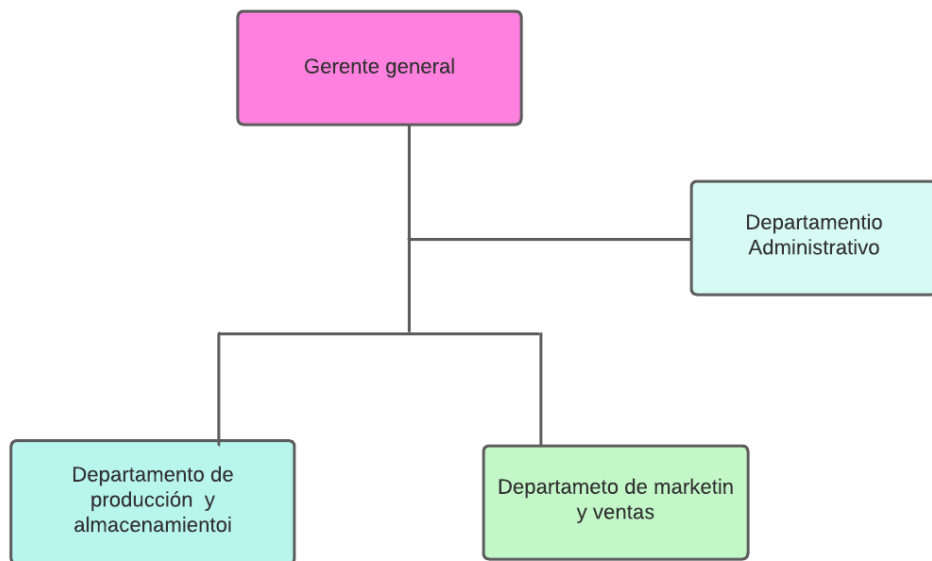 Gerente general
Departamentio
Administrativo
Departamento de
producción y
almacenamientoi
Departameto de marketin
y ventas